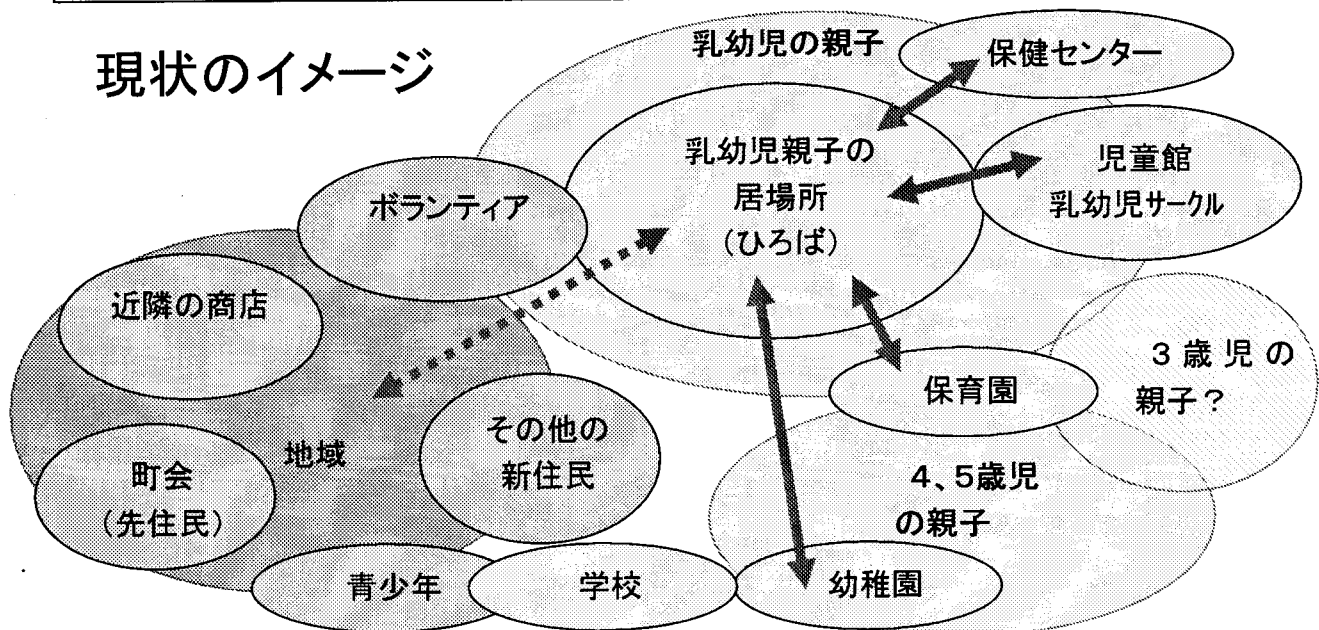 現状のイメージ
乳幼児の親子
保健センター
乳幼児親子の
居場所
(ひろば)
児童館
乳幼児サークル
ボランティア
近隣の商店
3歳児の
親子?
保育園
その他の
新住民
地域
町会
(先住民)
4、5歳児
の親子
青少年
学校
幼稚園